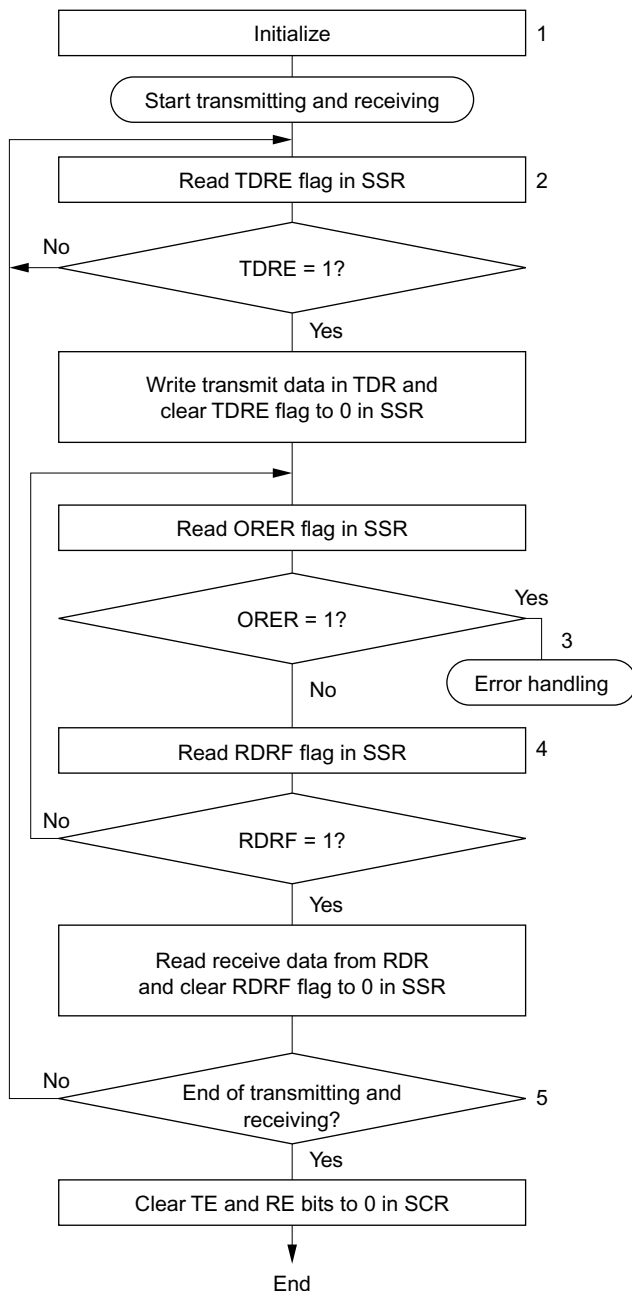 Initialize
1
Start transmitting and receiving
Read TDRE flag in SSR
2
No
TDRE = 1?
Yes
Write transmit data in TDR and
clear TDRE flag to 0 in SSR
Read ORER flag in SSR
Yes
ORER = 1?
3
Error handling
No
Read RDRF flag in SSR
4
No
RDRF = 1?
Yes
Read receive data from RDR
and clear RDRF flag to 0 in SSR
No
End of transmitting and
receiving?
5
Yes
Clear TE and RE bits to 0 in SCR
End